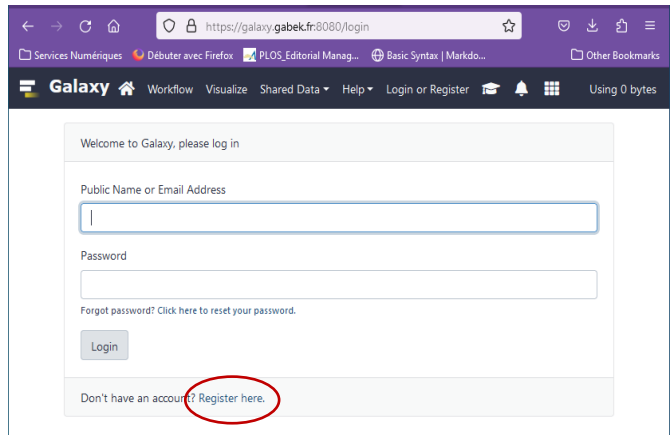 https://galaxy.gabek.fr:8080/login
Services Numériques Débuter avec Firefox PLOS_Editorial Manag... Basic Syntax | Markdo... Other Bookmarks
Galaxy Workflow Visualize Shared Data Help Login or Register Using 0 bytes
Welcome to Galaxy, please log in
Public Name or Email Address
Password
Forgot password? Click here to reset your password.
Login
Don't have an account? Register here.